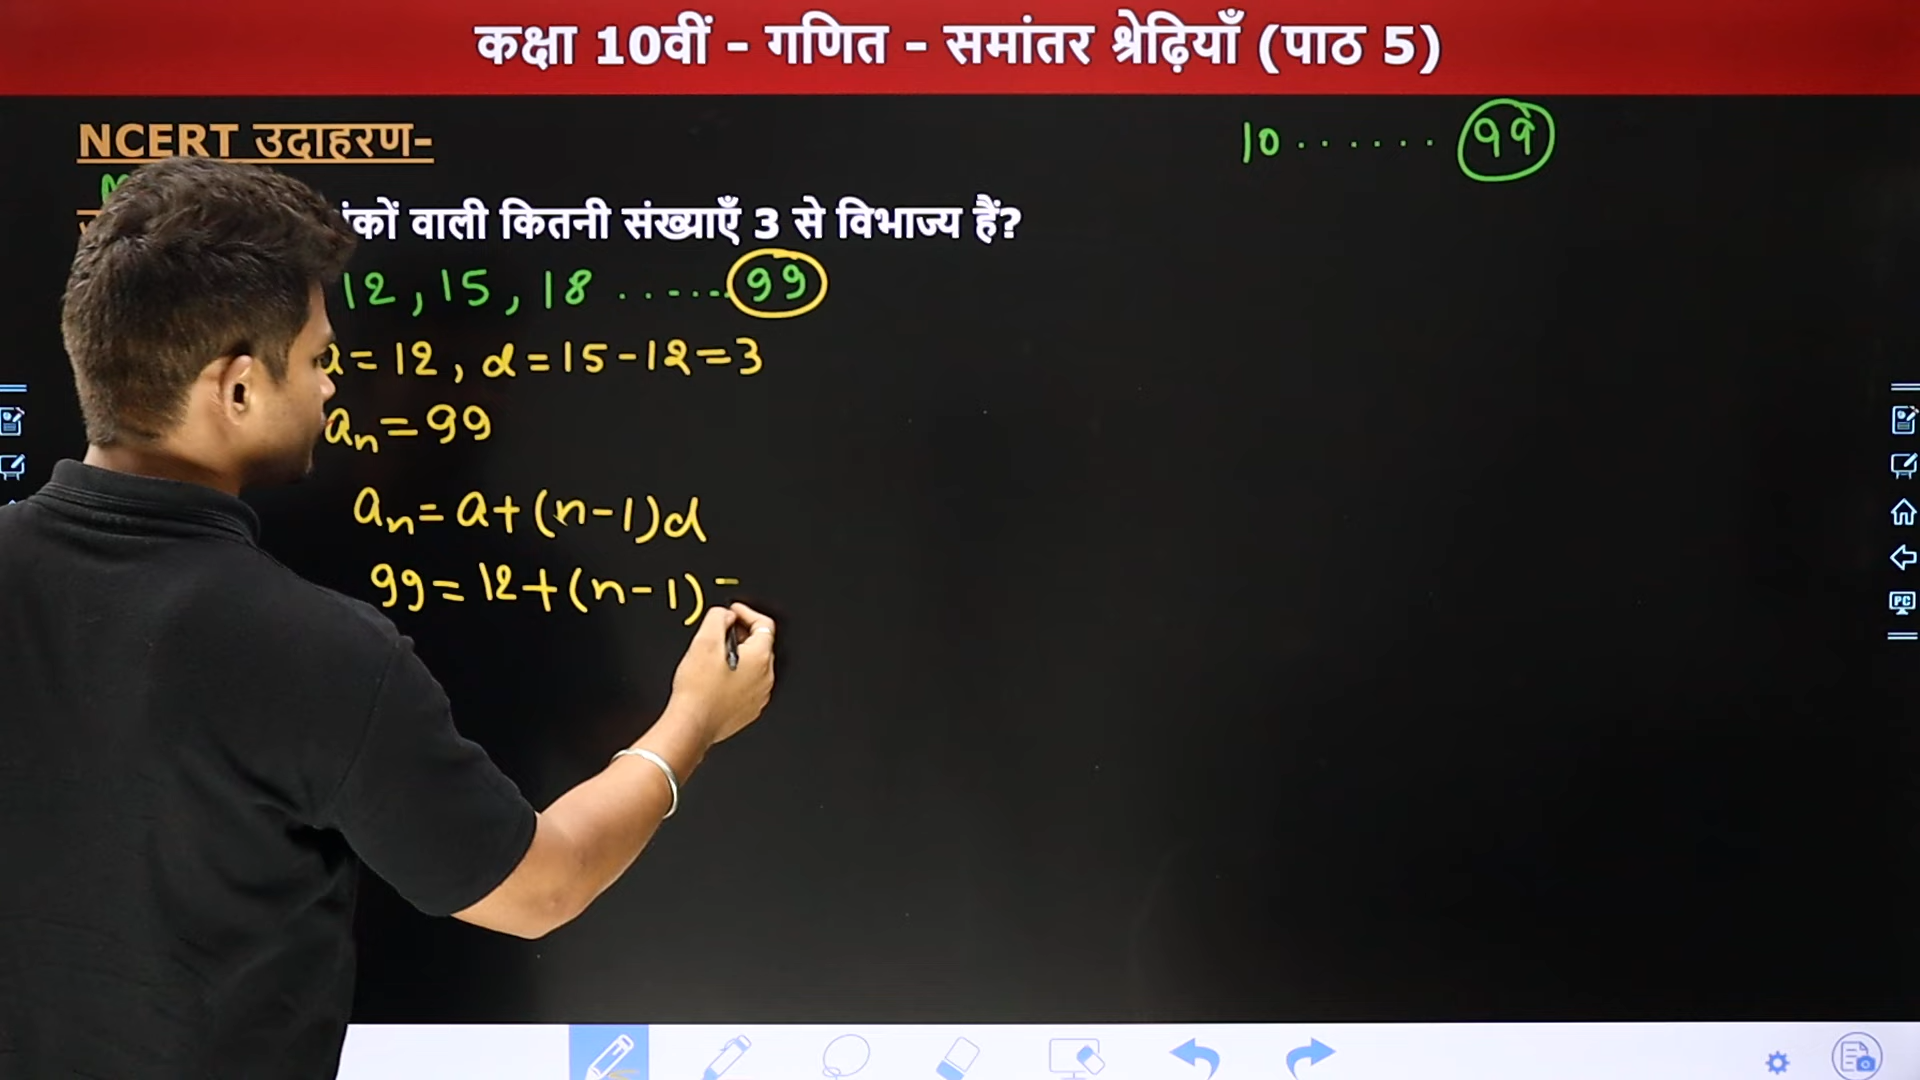 कक्षा 10वीं - गणित - समांतर श्रेढ़ियाँ (पाठ 5)
NCERT उदाहरण-
10 ...... 99
वाली कितनी संख्याएँ 3 से विभाज्य हैं?
12, 15, 18 ...... 99
a = 12, d = 15 - 12 = 3
an = 99
an = a + (n - 1)d
99 = 12 + (n - 1)
PC